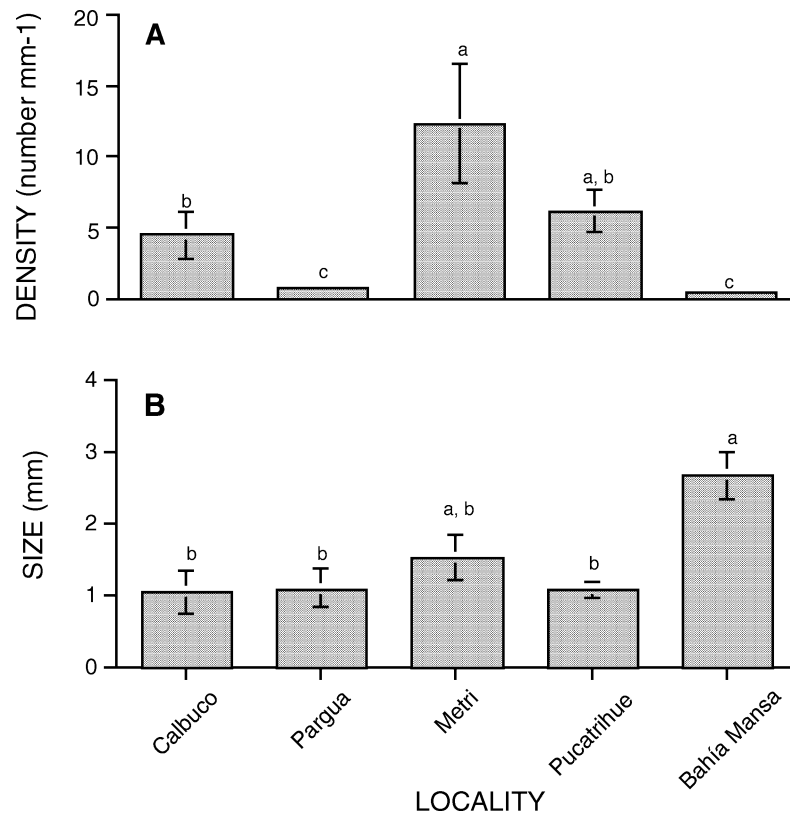 A
DENSITY (number mm-1)
20
15
10
5
0
b
c
a
a, b
c
B
SIZE (mm)
4
3
2
1
0
b
b
a, b
b
a
Calbuco
Pargua
Metri
Pucatrihue
Bahía Mansa
LOCALITY